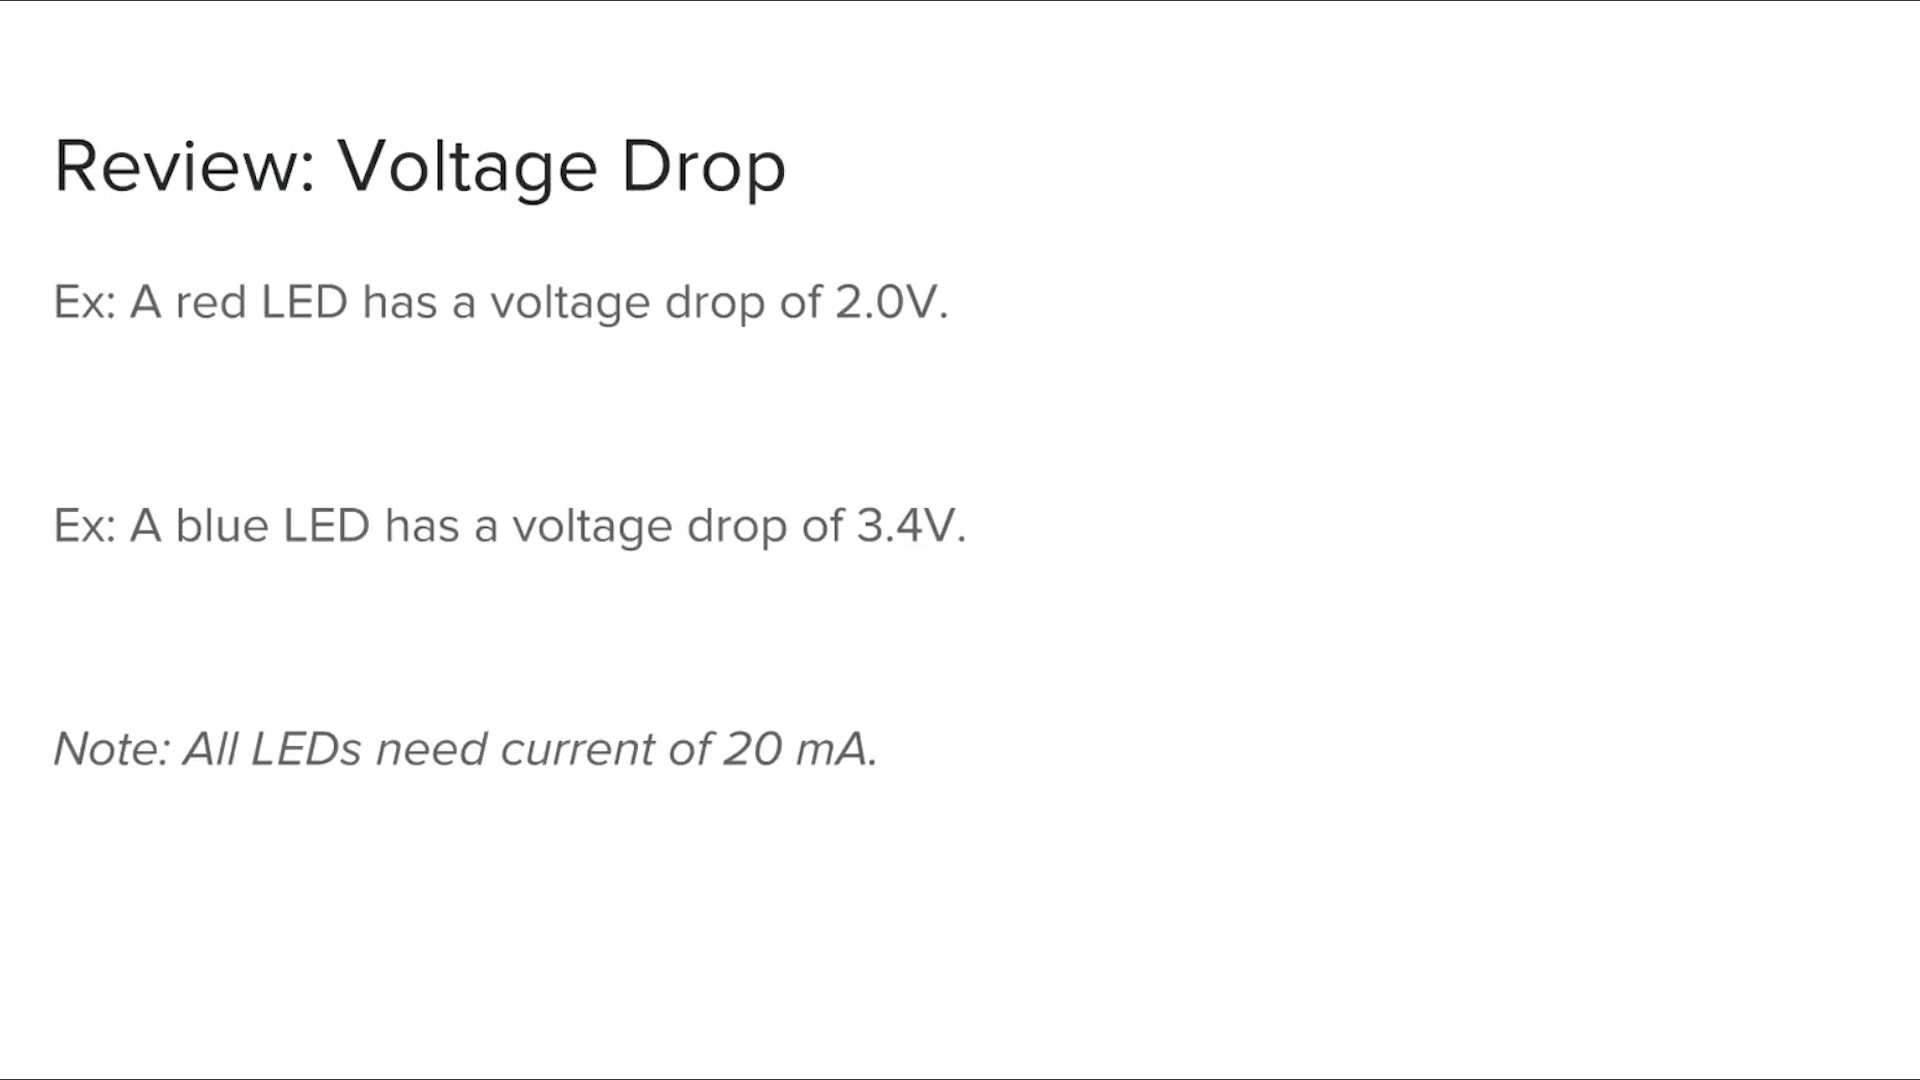 Review: Voltage Drop
Ex: A red LED has a voltage drop of 2.0V.
Ex: A blue LED has a voltage drop of 3.4V.
Note: All LEDs need current of 20 mA.